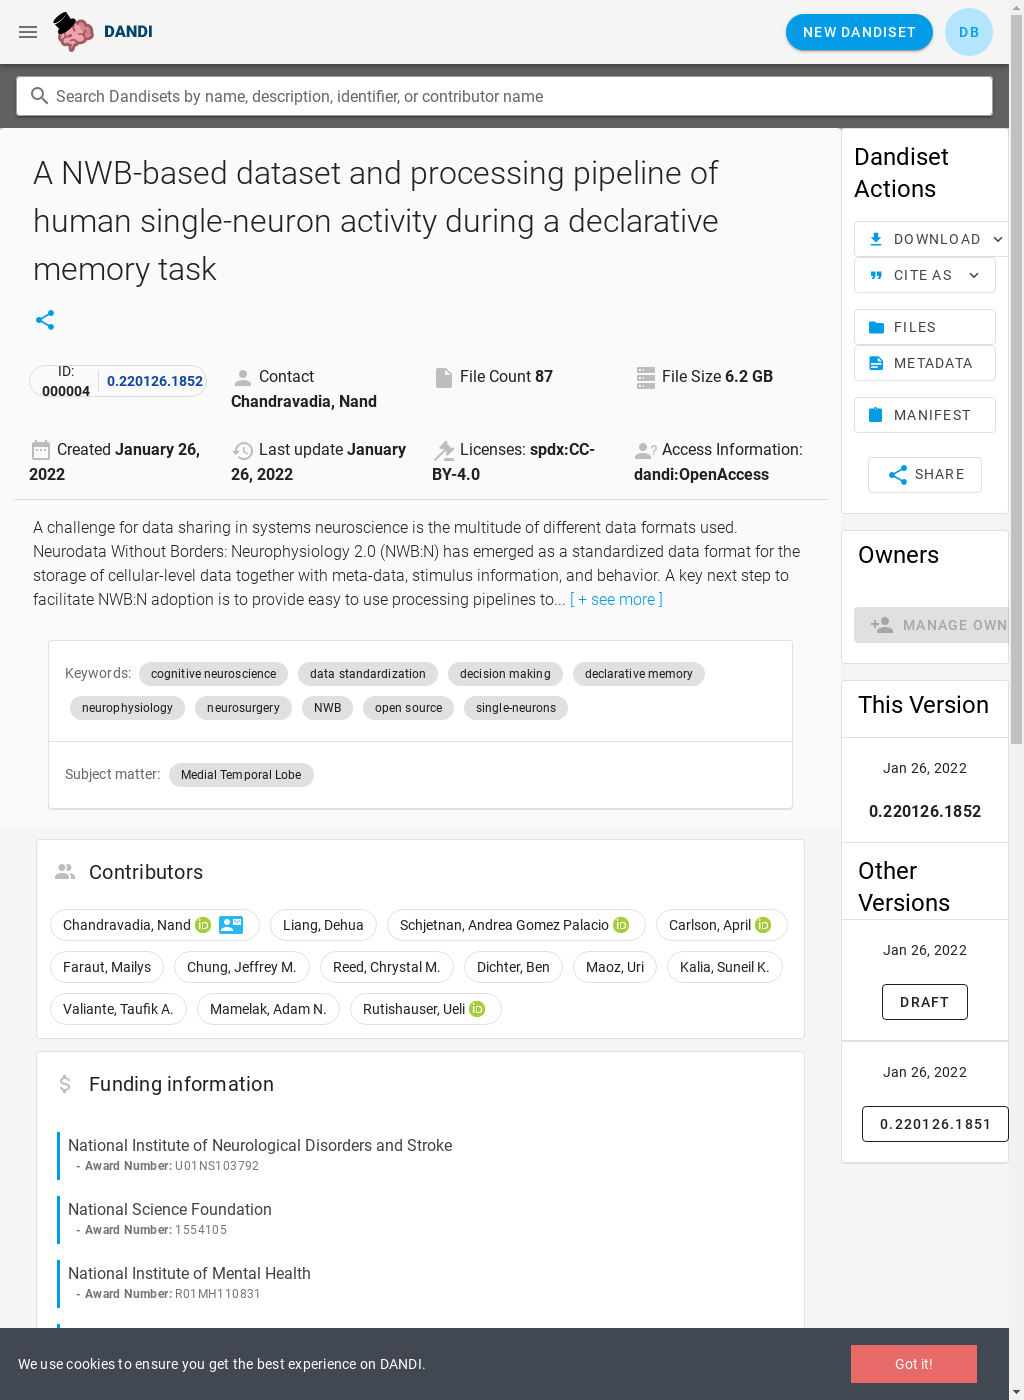 DANDI
NEW DANDISET
DB
Search Dandisets by name, description, identifier, or contributor name
A NWB-based dataset and processing pipeline of
human single-neuron activity during a declarative
memory task
ID:
000004
0.220126.1852
Contact
Chandravadia, Nand
File Count 87
File Size 6.2 GB
Created January 26,
2022
Last update January
26, 2022
Licenses: spdx:CC-
BY-4.0
Access Information:
dandi:OpenAccess
A challenge for data sharing in systems neuroscience is the multitude of different data formats used.
Neurodata Without Borders: Neurophysiology 2.0 (NWB:N) has emerged as a standardized data format for the
storage of cellular-level data together with meta-data, stimulus information, and behavior. A key next step to
facilitate NWB:N adoption is to provide easy to use processing pipelines to... [ + see more ]
Keywords: cognitive neuroscience data standardization decision making declarative memory
neurophysiology neurosurgery NWB open source single-neurons
Subject matter: Medial Temporal Lobe
Contributors
Chandravadia, Nand iD Liang, Dehua Schjetnan, Andrea Gomez Palacio iD Carlson, April iD
Faraut, Mailys Chung, Jeffrey M. Reed, Chrystal M. Dichter, Ben Maoz, Uri Kalia, Suneil K.
Valiante, Taufik A. Mamelak, Adam N. Rutishauser, Ueli iD
Funding information
National Institute of Neurological Disorders and Stroke
- Award Number: U01NS103792
National Science Foundation
- Award Number: 1554105
National Institute of Mental Health
- Award Number: R01MH110831
Dandiset
Actions
DOWNLOAD
CITE AS
FILES
METADATA
MANIFEST
SHARE
Owners
MANAGE OWN
This Version
Jan 26, 2022
0.220126.1852
Other
Versions
Jan 26, 2022
DRAFT
Jan 26, 2022
0.220126.1851
We use cookies to ensure you get the best experience on DANDI.
Got it!